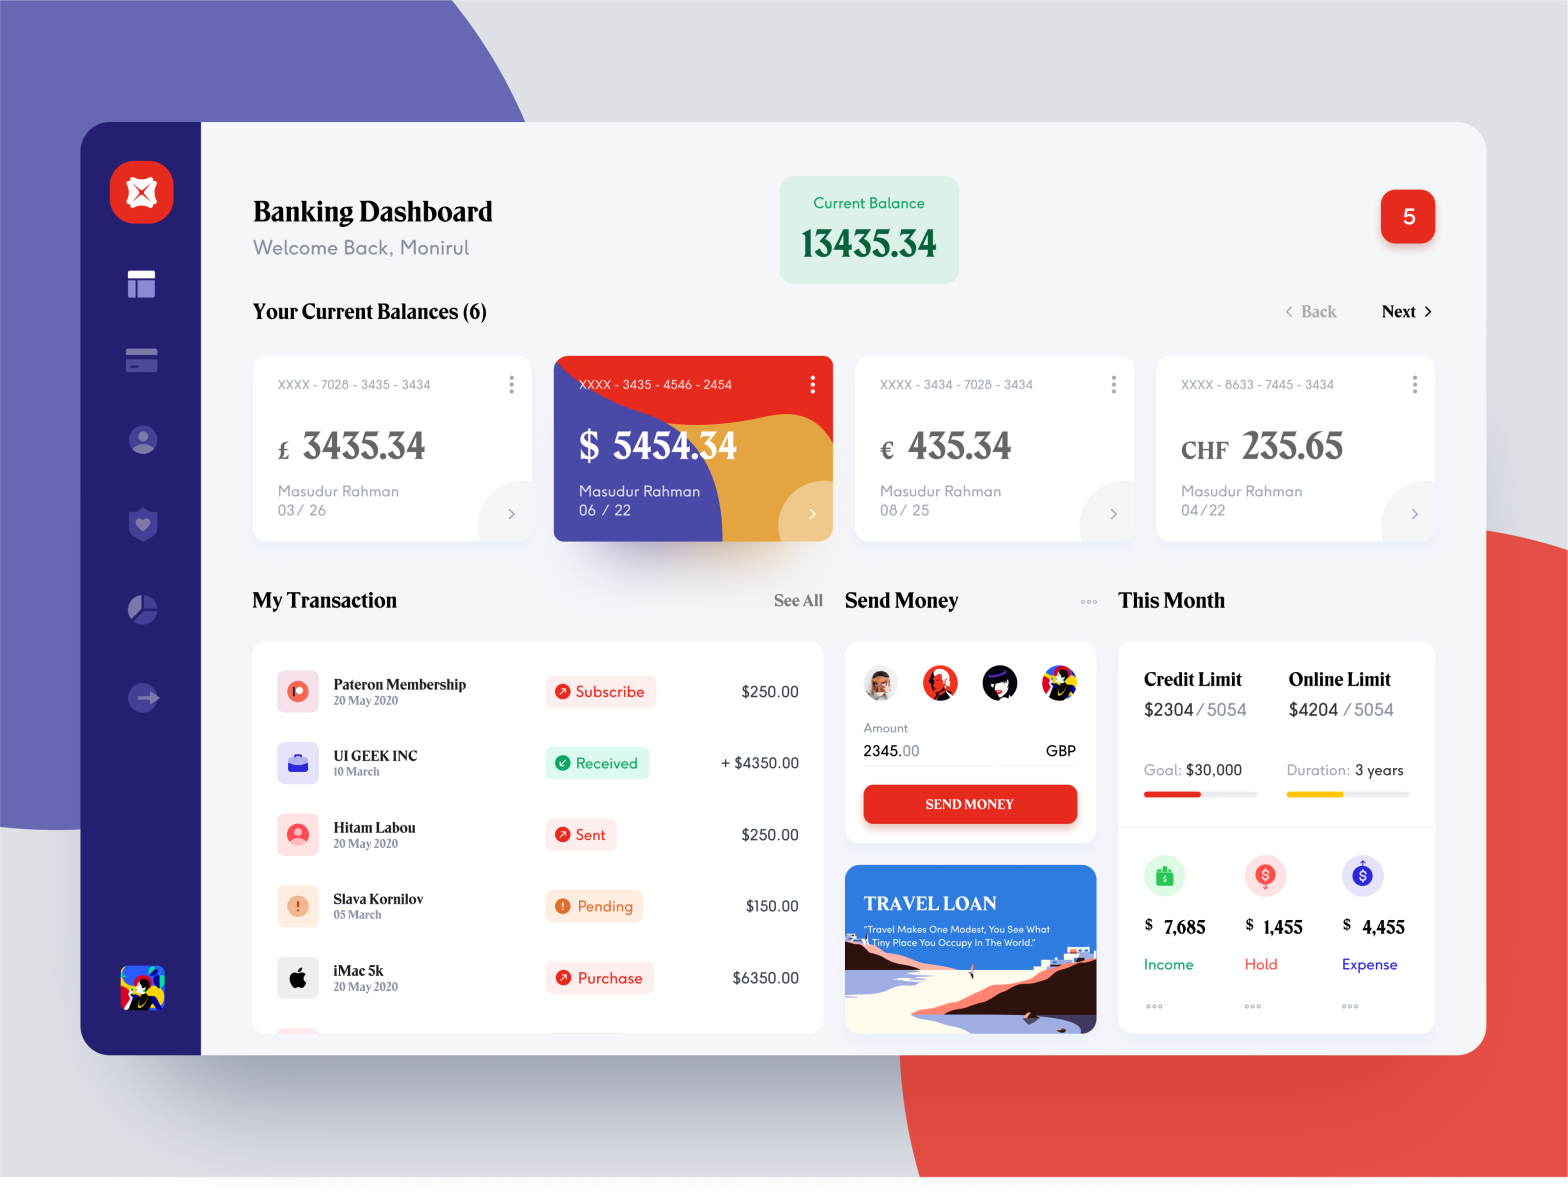 Banking Dashboard
Welcome Back, Monirul
Current Balance
13435.34
5
Your Current Balances (6)
Back
Next
XXXX - 7028 - 3435 - 3434
£ 3435.34
Masudur Rahman
03/ 26
XXXX - 3435 - 4546 - 2454
$ 5454.34
Masudur Rahman
06 / 22
XXXX - 3434 - 7028 - 3434
€ 435.34
Masudur Rahman
08/ 25
XXXX - 8633 - 7445 - 3434
CHF 235.65
Masudur Rahman
04/22
My Transaction
See All
Pateron Membership
20 May 2020
Subscribe
$250.00
UI GEEK INC
10 March
Received
+ $4350.00
Hitam Labou
20 May 2020
Sent
$250.00
Slava Kornilov
05 March
Pending
$150.00
iMac 5k
20 May 2020
Purchase
$6350.00
Send Money
Amount
2345.00
GBP
SEND MONEY
TRAVEL LOAN
"Travel Makes One Modest, You See What
A Tiny Place You Occupy In The World."
This Month
Credit Limit
$2304 / 5054
Online Limit
$4204 / 5054
Goal: $30,000
Duration: 3 years
$ 7,685
Income
$ 1,455
Hold
$ 4,455
Expense